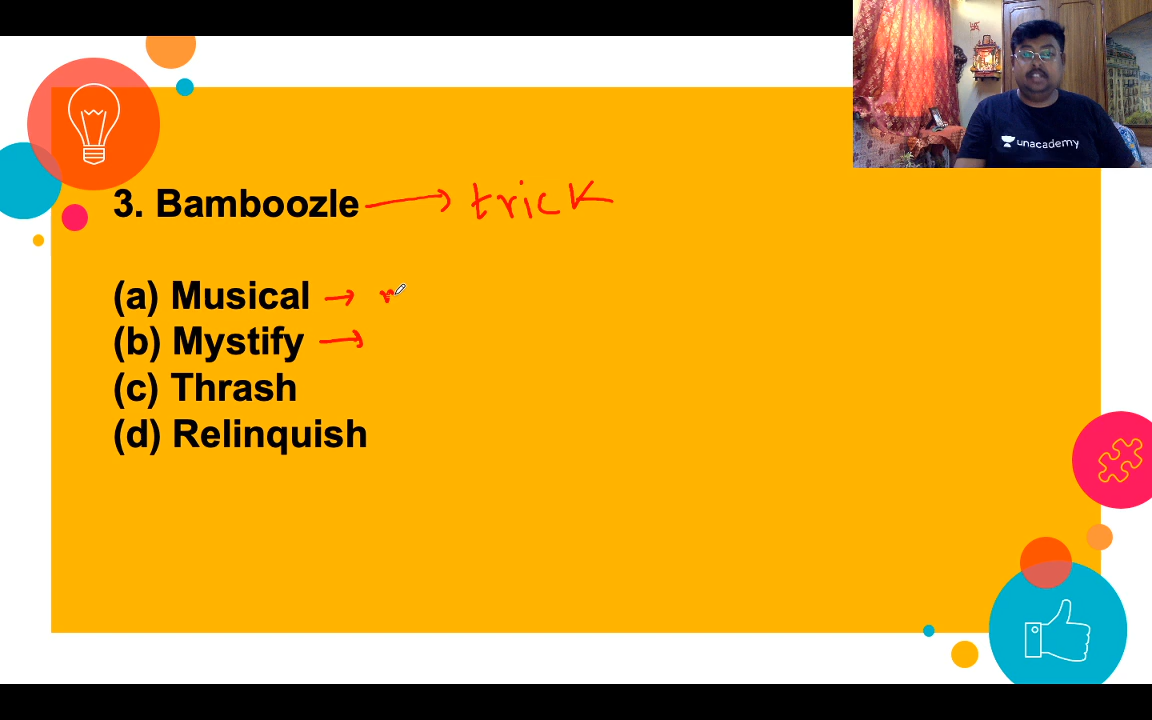 unacademy
3. Bamboozle → trick
(a) Musical →
(b) Mystify →
(c) Thrash
(d) Relinquish